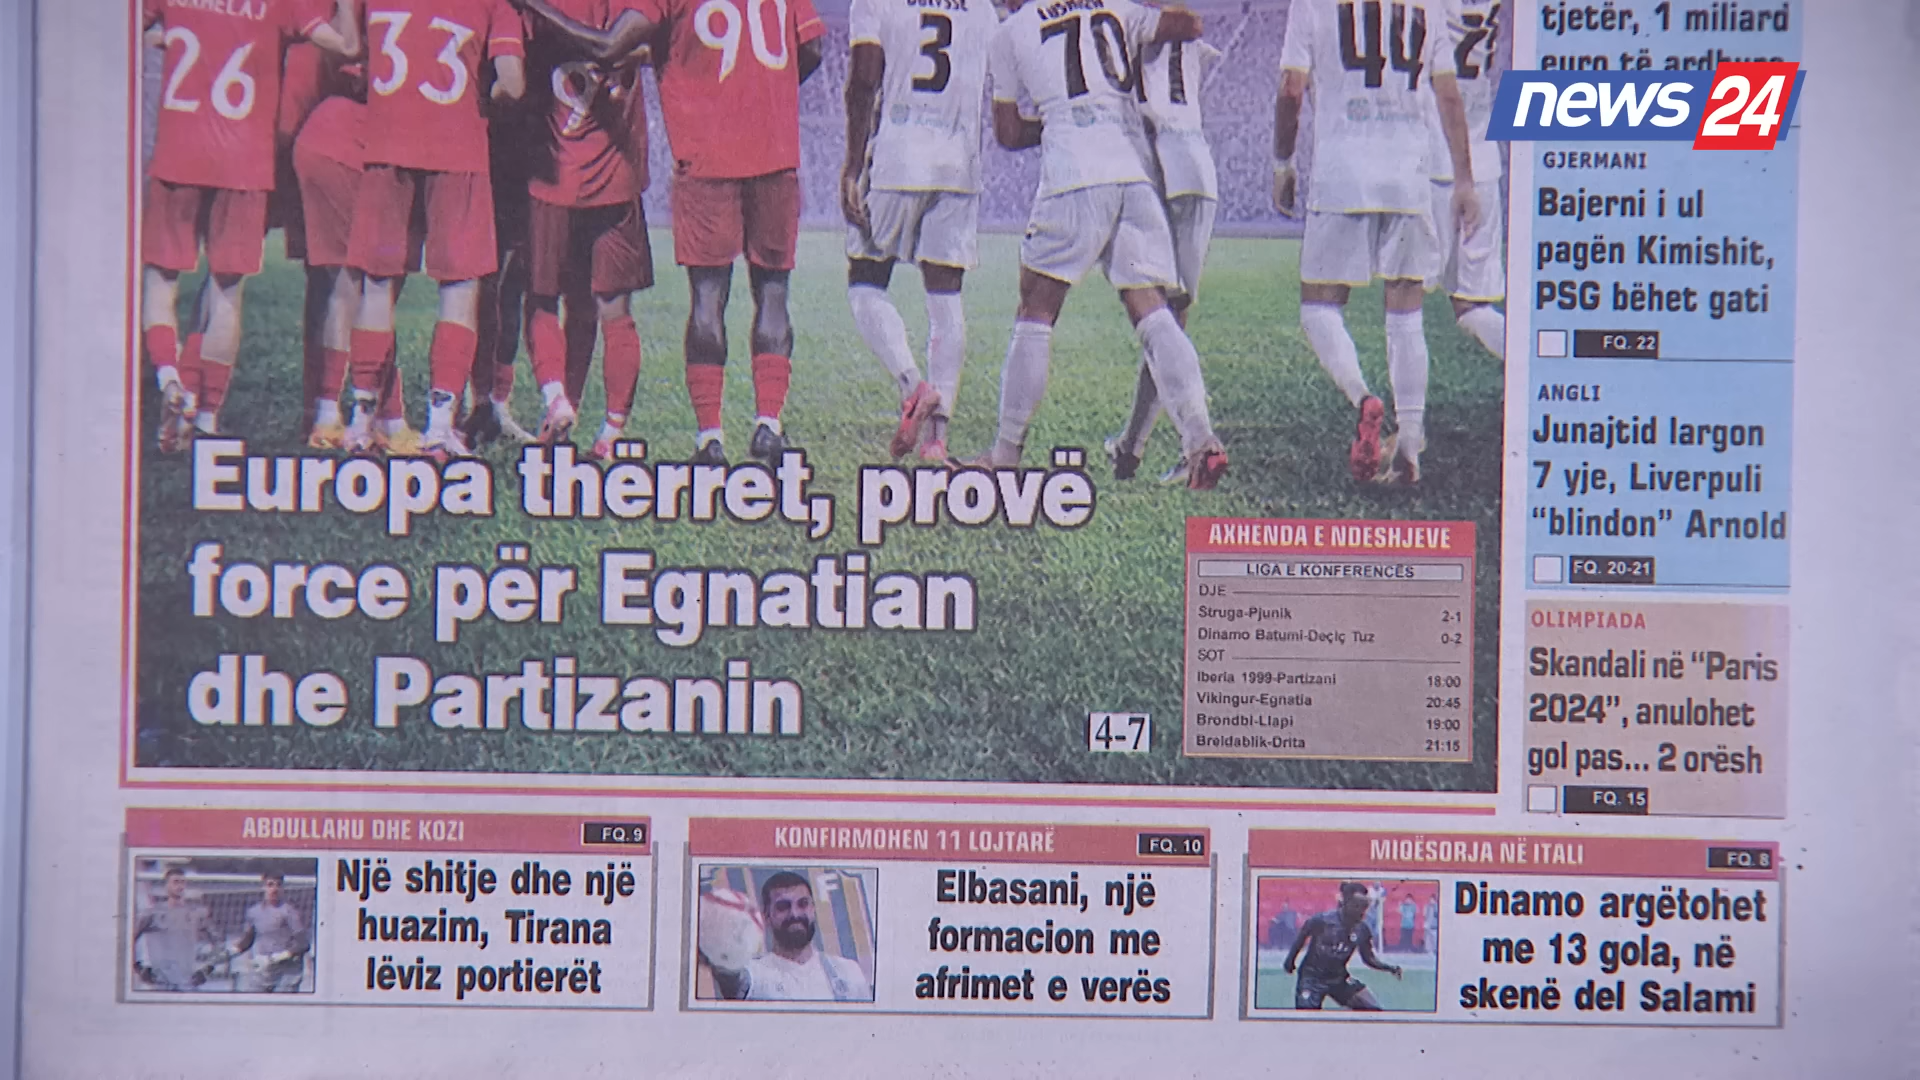 26
33
9
90
3
70
44
tjetër, 1 miliard
euro të
news 24
GJERMANI
Bajerni i ul
pagën Kimishit,
PSG bëhet gati
FQ. 22
ANGLI
Junajtid largon
7 yje, Liverpuli
“blindon” Arnold
FQ. 20-21
OLIMPIADA
Skandali në “Paris
2024”, anulohet
gol pas... 2 orësh
FQ. 15
Europa thërret, provë
force për Egnatian
dhe Partizanin
4-7
AXHENDA E NDESHJEVE
LIGA E KONFERENCËS
DJE
Struga-Pjunik 2-1
Dinamo Batumi-Deçiç Tuz 0-2
SOT
Iberia 1999-Partizani 18:00
Vikingur-Egnatia 20:45
Brondbi-Llapi 19:00
Breidablik-Drita 21:15
ABDULLAHU DHE KOZI FQ. 9
Një shitje dhe një
huazim, Tirana
lëviz portierët
KONFIRMOHEN 11 LOJTARË FQ. 10
Elbasani, një
formacion me
afrimet e verës
MIQËSORJA NË ITALI FQ. 8
Dinamo argëtohet
me 13 gola, në
skenë del Salami